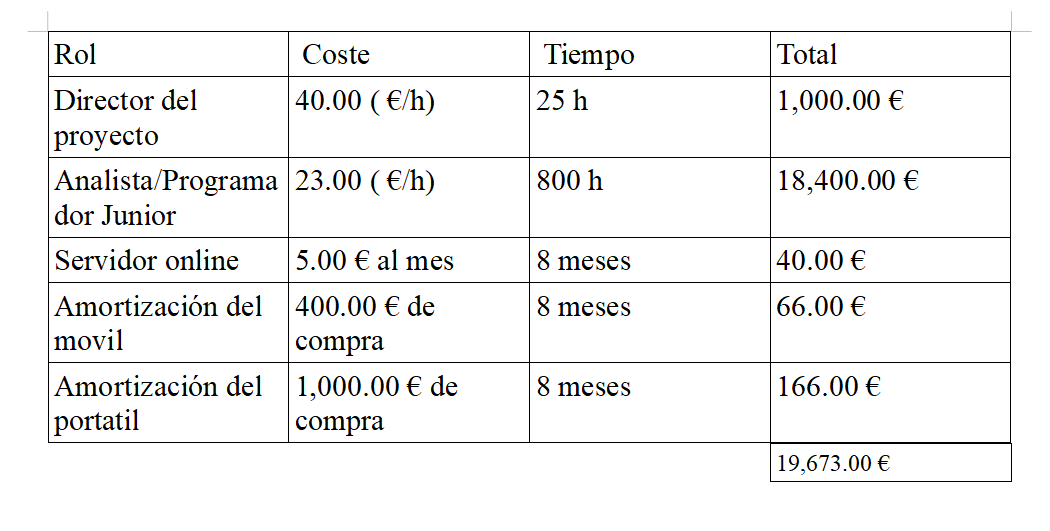 Rol Coste Tiempo Total
Director del 40.00 ( €/h) 25 h 1,000.00 €
proyecto
Analista/Programa 23.00 ( €/h) 800 h 18,400.00 €
dor Junior
Servidor online 5.00 € al mes 8 meses 40.00 €
Amortización del 400.00 € de 8 meses 66.00 €
movil compra
Amortización del 1,000.00 € de 8 meses 166.00 €
portatil compra
19,673.00 €